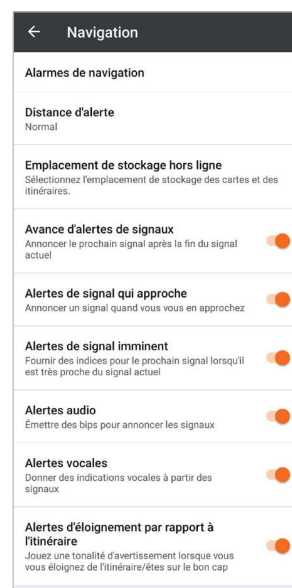 Navigation
Alarmes de navigation
Distance d'alerte
Normal
Emplacement de stockage hors ligne
Sélectionnez l'emplacement de stockage des cartes et des
itinéraires.
Avance d'alertes de signaux
Annoncer le prochain signal après la fin du signal
actuel
Alertes de signal qui approche
Annoncer un signal quand vous vous en approchez
Alertes de signal imminent
Fournir des indices pour le prochain signal lorsqu'il
est très proche du signal actuel
Alertes audio
Émettre des bips pour annoncer les signaux
Alertes vocales
Donner des indications vocales à partir des
signaux
Alertes d'éloignement par rapport à
l'itinéraire
Jouez une tonalité d'avertissement lorsque vous
vous éloignez de l'itinéraire/êtes sur le bon cap